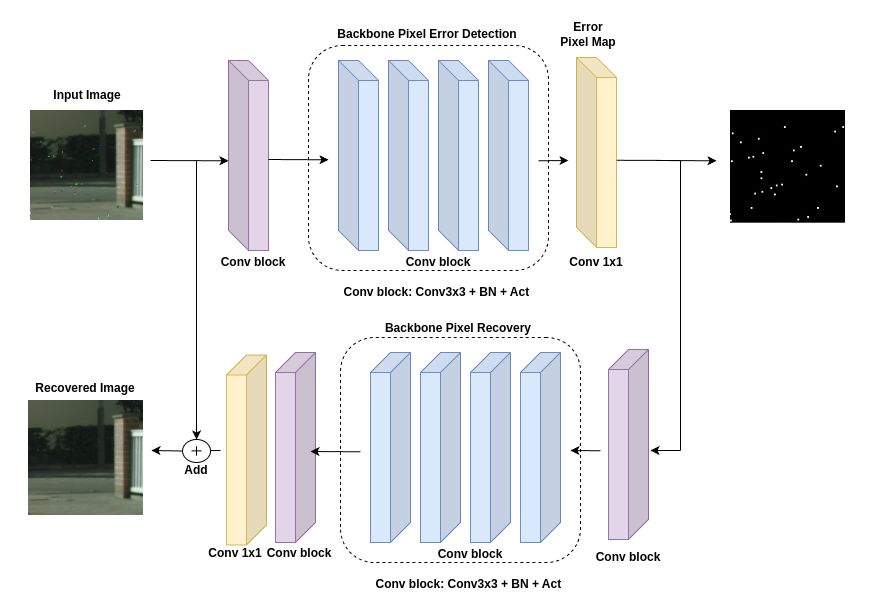 Backbone Pixel Error Detection
Error
Pixel Map
Input Image
Conv block
Conv block
Conv 1x1
Conv block: Conv3x3 + BN + Act
Backbone Pixel Recovery
Recovered Image
+
Add
Conv 1x1
Conv block
Conv block
Conv block
Conv block: Conv3x3 + BN + Act